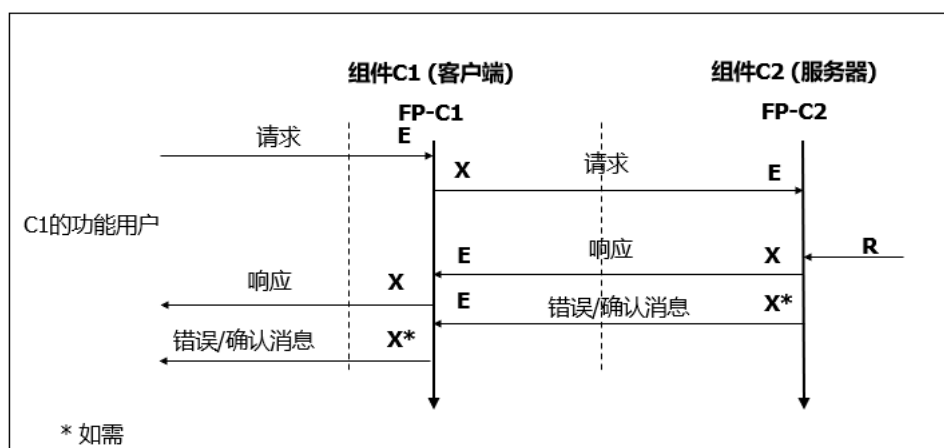 组件C1 (客户端)
组件C2 (服务器)
FP-C1
FP-C2
请求
E
X
请求
E
C1的功能用户
E
响应
X
R
响应
X
E
错误/确认消息
X*
错误/确认消息
X*
* 如需